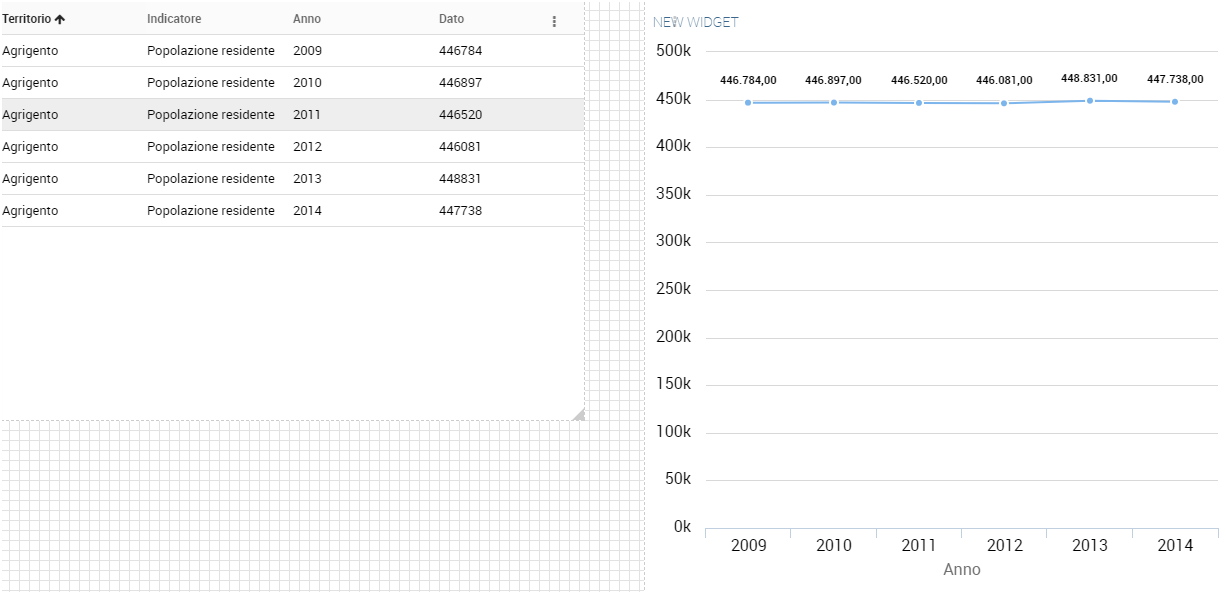 Territorio Indicatore Anno Dato
Agrigento Popolazione residente 2009 446784
Agrigento Popolazione residente 2010 446897
Agrigento Popolazione residente 2011 446520
Agrigento Popolazione residente 2012 446081
Agrigento Popolazione residente 2013 448831
Agrigento Popolazione residente 2014 447738
NEW WIDGET
500k
446.784,00 446.897,00 446.520,00 446.081,00 448.831,00 447.738,00
450k
400k
350k
300k
250k
200k
150k
100k
50k
0k
2009 2010 2011 2012 2013 2014
Anno